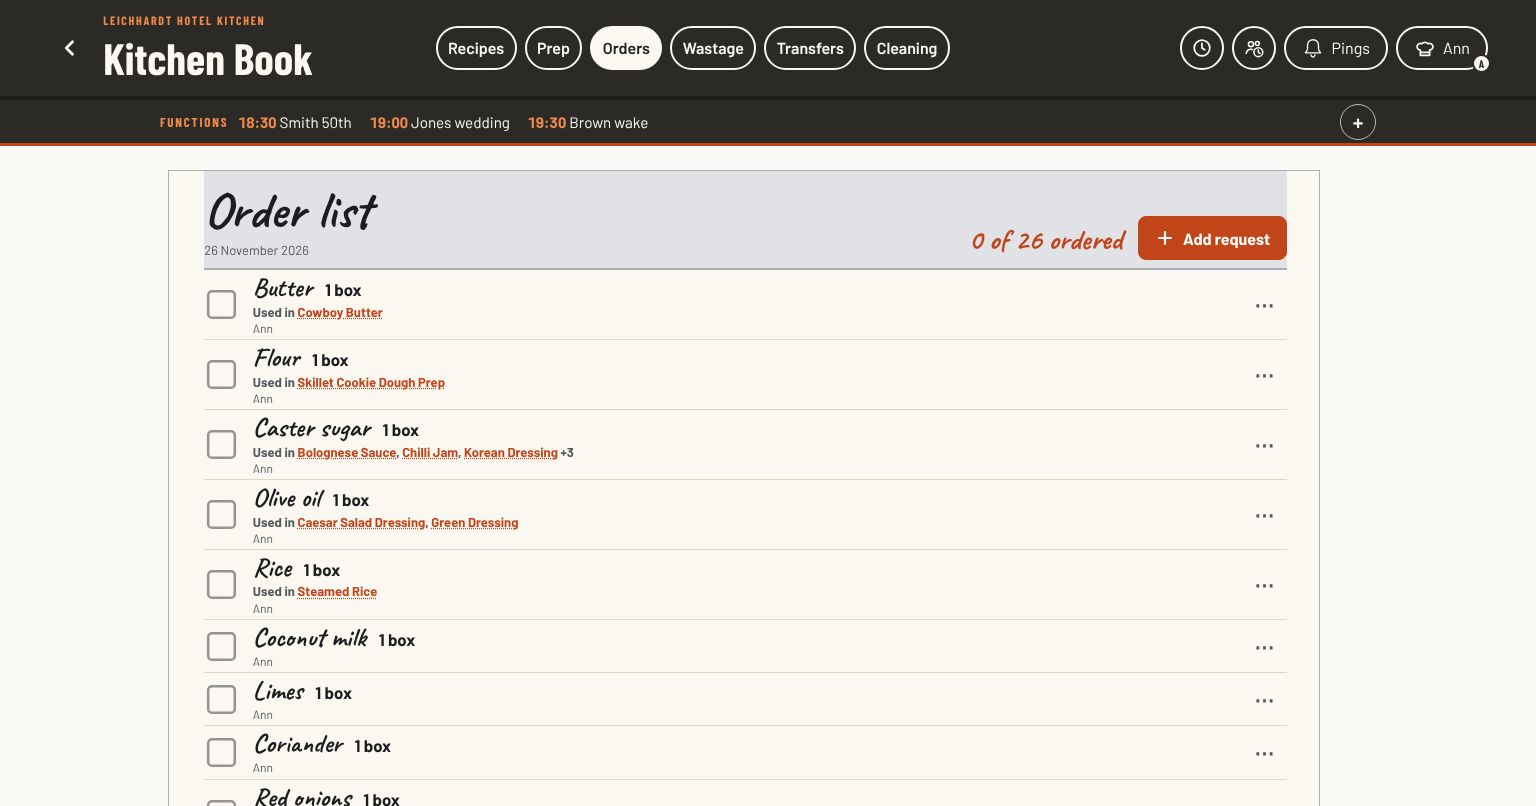 LEICHHARDT HOTEL KITCHEN
Kitchen Book
Recipes Prep Orders Wastage Transfers Cleaning
Pings
Ann
A
FUNCTIONS 18:30 Smith 50th 19:00 Jones wedding 19:30 Brown wake
+
Order list
26 November 2026
0 of 26 ordered
+ Add request
Butter 1 box
Used in Cowboy Butter
Ann
Flour 1 box
Used in Skillet Cookie Dough Prep
Ann
Caster sugar 1 box
Used in Bolognese Sauce, Chilli Jam, Korean Dressing +3
Ann
Olive oil 1 box
Used in Caesar Salad Dressing, Green Dressing
Ann
Rice 1 box
Used in Steamed Rice
Ann
Coconut milk 1 box
Ann
Limes 1 box
Ann
Coriander 1 box
Ann
Red onions 1 box